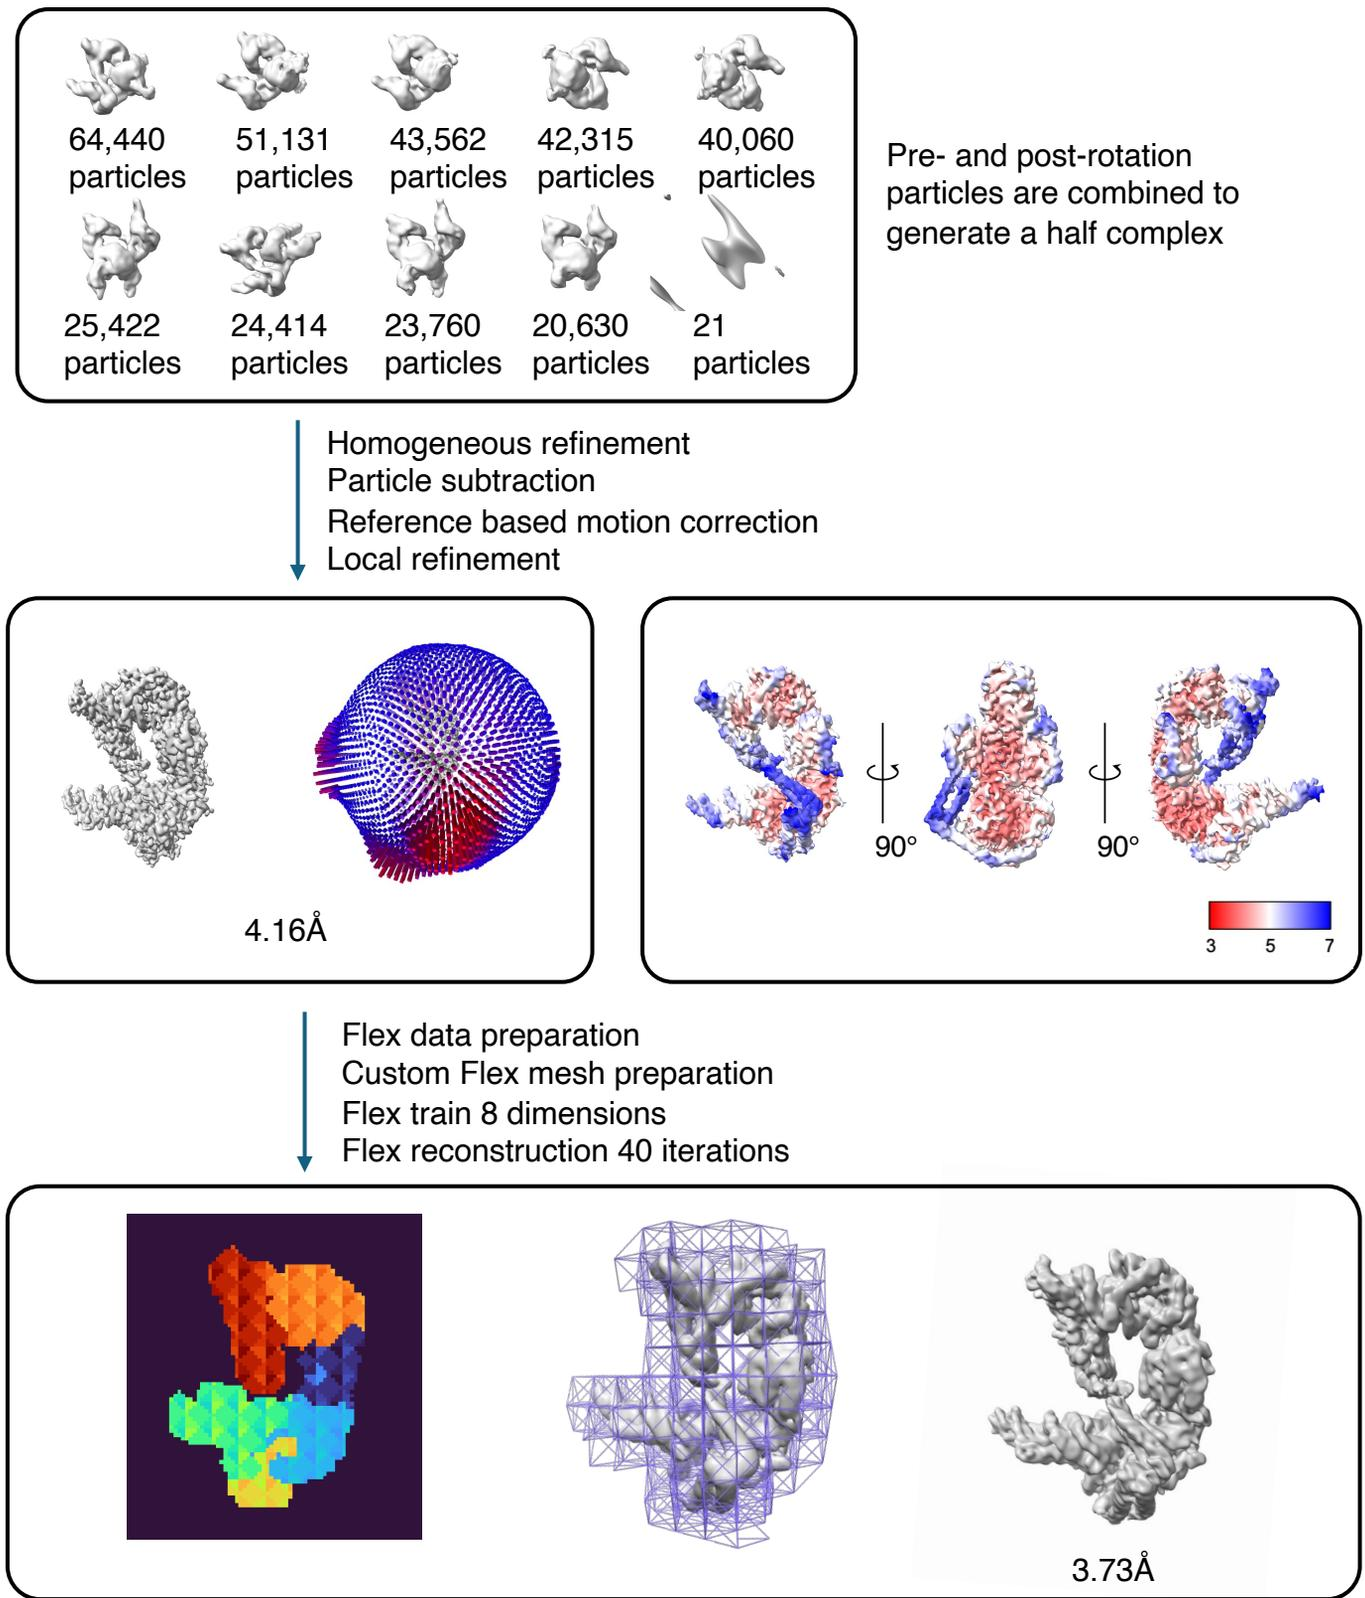 64,440 51,131 43,562 42,315 40,060
particles particles particles particles particles
25,422 24,414 23,760 20,630 21
particles particles particles particles particles
Pre- and post-rotation
particles are combined to
generate a half complex
Homogeneous refinement
Particle subtraction
Reference based motion correction
Local refinement
4.16Å
90° 90°
3 5 7
Flex data preparation
Custom Flex mesh preparation
Flex train 8 dimensions
Flex reconstruction 40 iterations
3.73Å